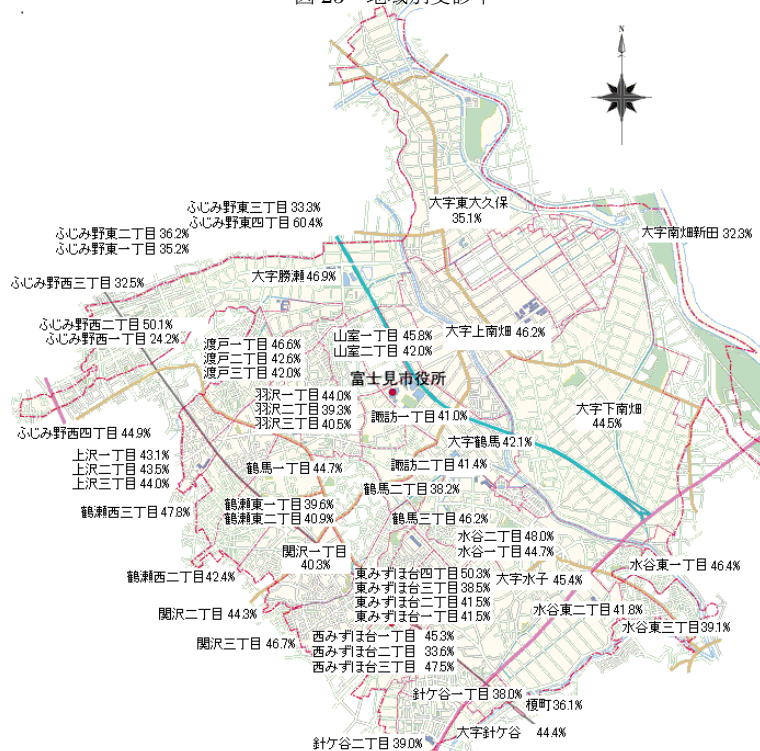 ふじみ野東三丁目 33.3%
ふじみ野東四丁目 60.4%
ふじみ野東二丁目 36.2%
ふじみ野東一丁目 35.2%
大字東大久保
35.1%
大字南畑新田 32.3%
大字勝瀬 46.9%
ふじみ野西三丁目 32.5%
ふじみ野西二丁目 50.1%
ふじみ野西一丁目 24.2%
渡戸一丁目 46.6%
渡戸二丁目 42.6%
渡戸三丁目 42.0%
山室一丁目 45.8%
山室二丁目 42.0%
大字上南畑 46.2%
富士見市役所
羽沢一丁目 44.0%
羽沢二丁目 39.3%
羽沢三丁目 40.5%
諏訪一丁目 41.0%
大字下南畑
44.5%
ふじみ野西四丁目 44.9%
大字鶴馬 42.1%
上沢一丁目 43.1%
上沢二丁目 43.5%
上沢三丁目 44.0%
鶴馬一丁目 44.7%
諏訪二丁目 41.4%
鶴馬二丁目 38.2%
鶴瀬西三丁目 47.8%
鶴瀬東一丁目 39.6%
鶴瀬東二丁目 40.9%
鶴馬三丁目 46.2%
水谷二丁目 48.0%
水谷一丁目 44.7%
関沢一丁目
40.3%
水谷東一丁目 46.4%
鶴瀬西二丁目 42.4%
東みずほ台四丁目 50.3%
東みずほ台三丁目 38.5%
東みずほ台二丁目 41.5%
東みずほ台一丁目 41.5%
大字水子 45.4%
関沢二丁目 44.3%
水谷東二丁目 41.8%
水谷東三丁目 39.1%
関沢三丁目 46.7%
西みずほ台一丁目 45.3%
西みずほ台二丁目 33.6%
西みずほ台三丁目 47.5%
針ケ谷一丁目 38.0%
榎町 36.1%
大字針ケ谷 44.4%
針ケ谷二丁目 39.0%